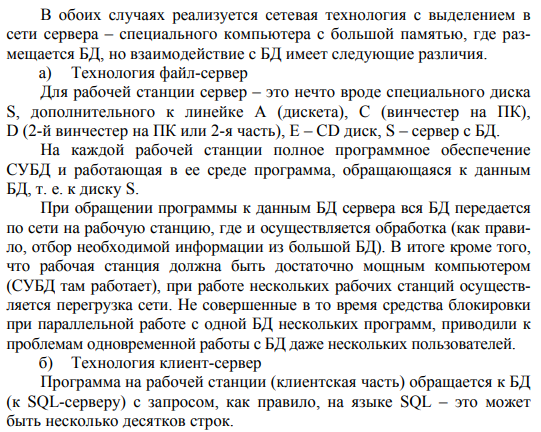 В обоих случаях реализуется сетевая технология с выделением в
сети сервера – специального компьютера с большой памятью, где раз-
мещается БД, но взаимодействие с БД имеет следующие различия.
а) Технология файл-сервер
Для рабочей станции сервер – это нечто вроде специального диска
S, дополнительного к линейке А (дискета), С (винчестер на ПК),
D (2-й винчестер на ПК или 2-я часть), Е – CD диск, S – сервер с БД.
На каждой рабочей станции полное программное обеспечение
СУБД и работающая в ее среде программа, обращающаяся к данным
БД, т. е. к диску S.
При обращении программы к данным БД сервера вся БД передается
по сети на рабочую станцию, где и осуществляется обработка (как прави-
ло, отбор необходимой информации из большой БД). В итоге кроме того,
что рабочая станция должна быть достаточно мощным компьютером
(СУБД там работает), при работе нескольких рабочих станций осуществ-
ляется перегрузка сети. Не совершенные в то время средства блокировки
при параллельной работе с одной БД нескольких программ, приводили к
проблемам одновременной работы с БД даже нескольких пользователей.
б) Технология клиент-сервер
Программа на рабочей станции (клиентская часть) обращается к БД
(к SQL-серверу) с запросом, как правило, на языке SQL – это может
быть несколько десятков строк.